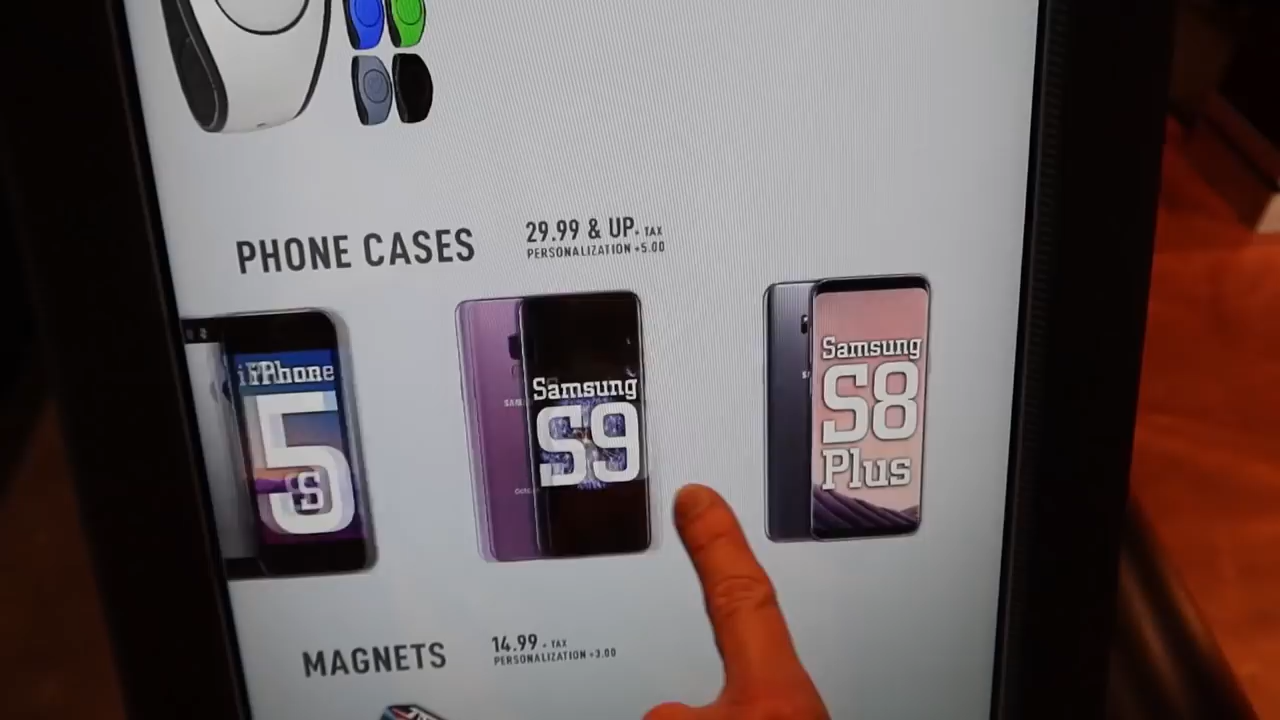 PHONE CASES
29.99 & UP + TAX
PERSONALIZATION +5.00
iPhone
5
S
Samsung
S9
Samsung
S8
Plus
MAGNETS
14.99 + TAX
PERSONALIZATION +3.00